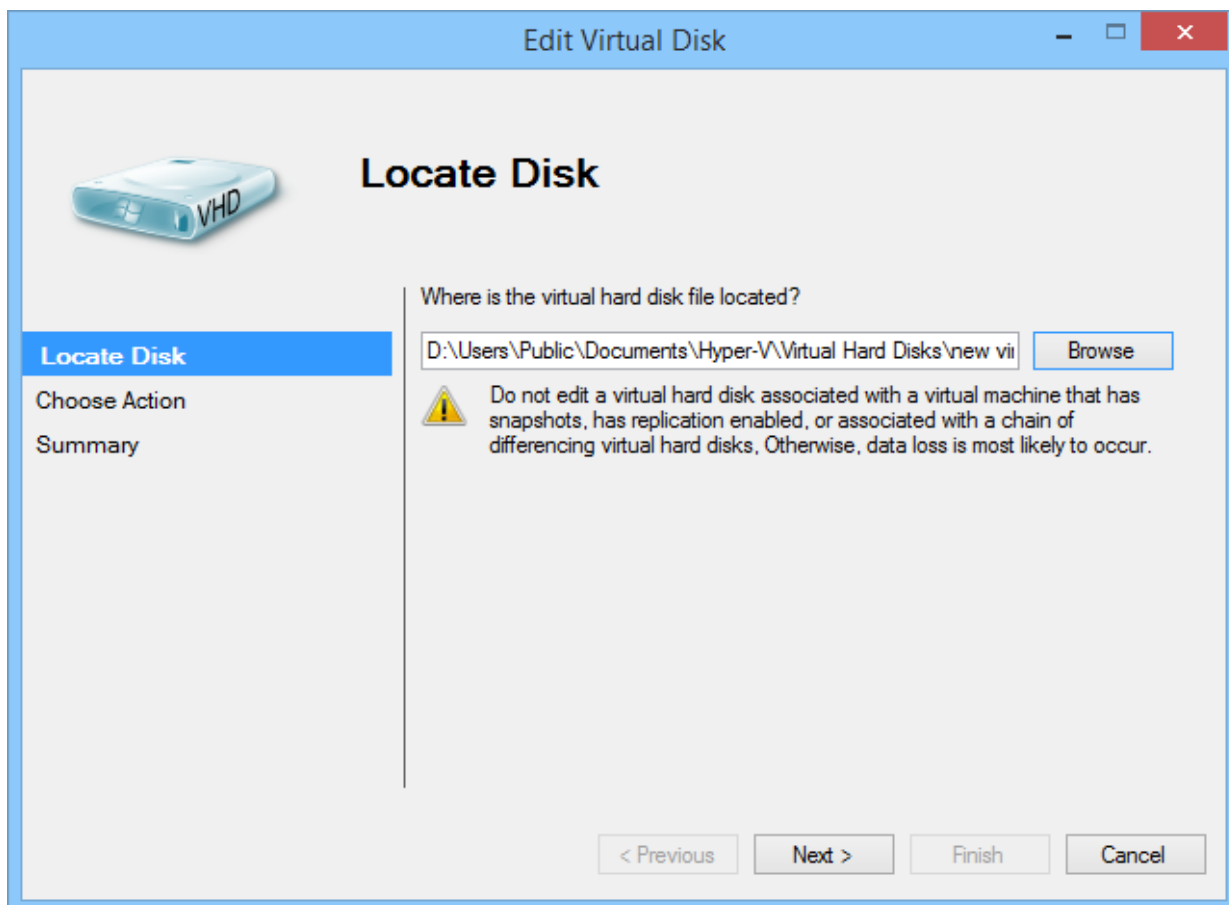 Edit Virtual Disk
VHD
Locate Disk
Where is the virtual hard disk file located?
Locate Disk
D:\Users\Public\Documents\Hyper-V\Virtual Hard Disks\new vir
Browse
Choose Action
Do not edit a virtual hard disk associated with a virtual machine that has
snapshots, has replication enabled, or associated with a chain of
differencing virtual hard disks, Otherwise, data loss is most likely to occur.
Summary
< Previous
Next >
Finish
Cancel